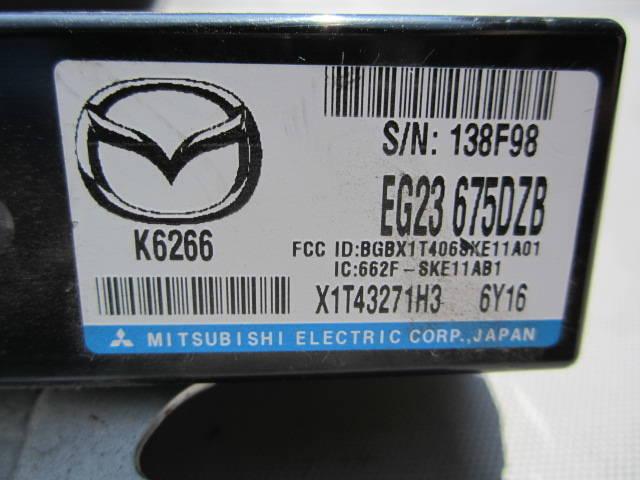 S/N: 138F98
EG23 675DZB
K6266
FCC ID:BGBX1T406SKE11A01
IC:662F-SKE11AB1
X1T43271H3 6Y16
MITSUBISHI ELECTRIC CORP.,JAPAN